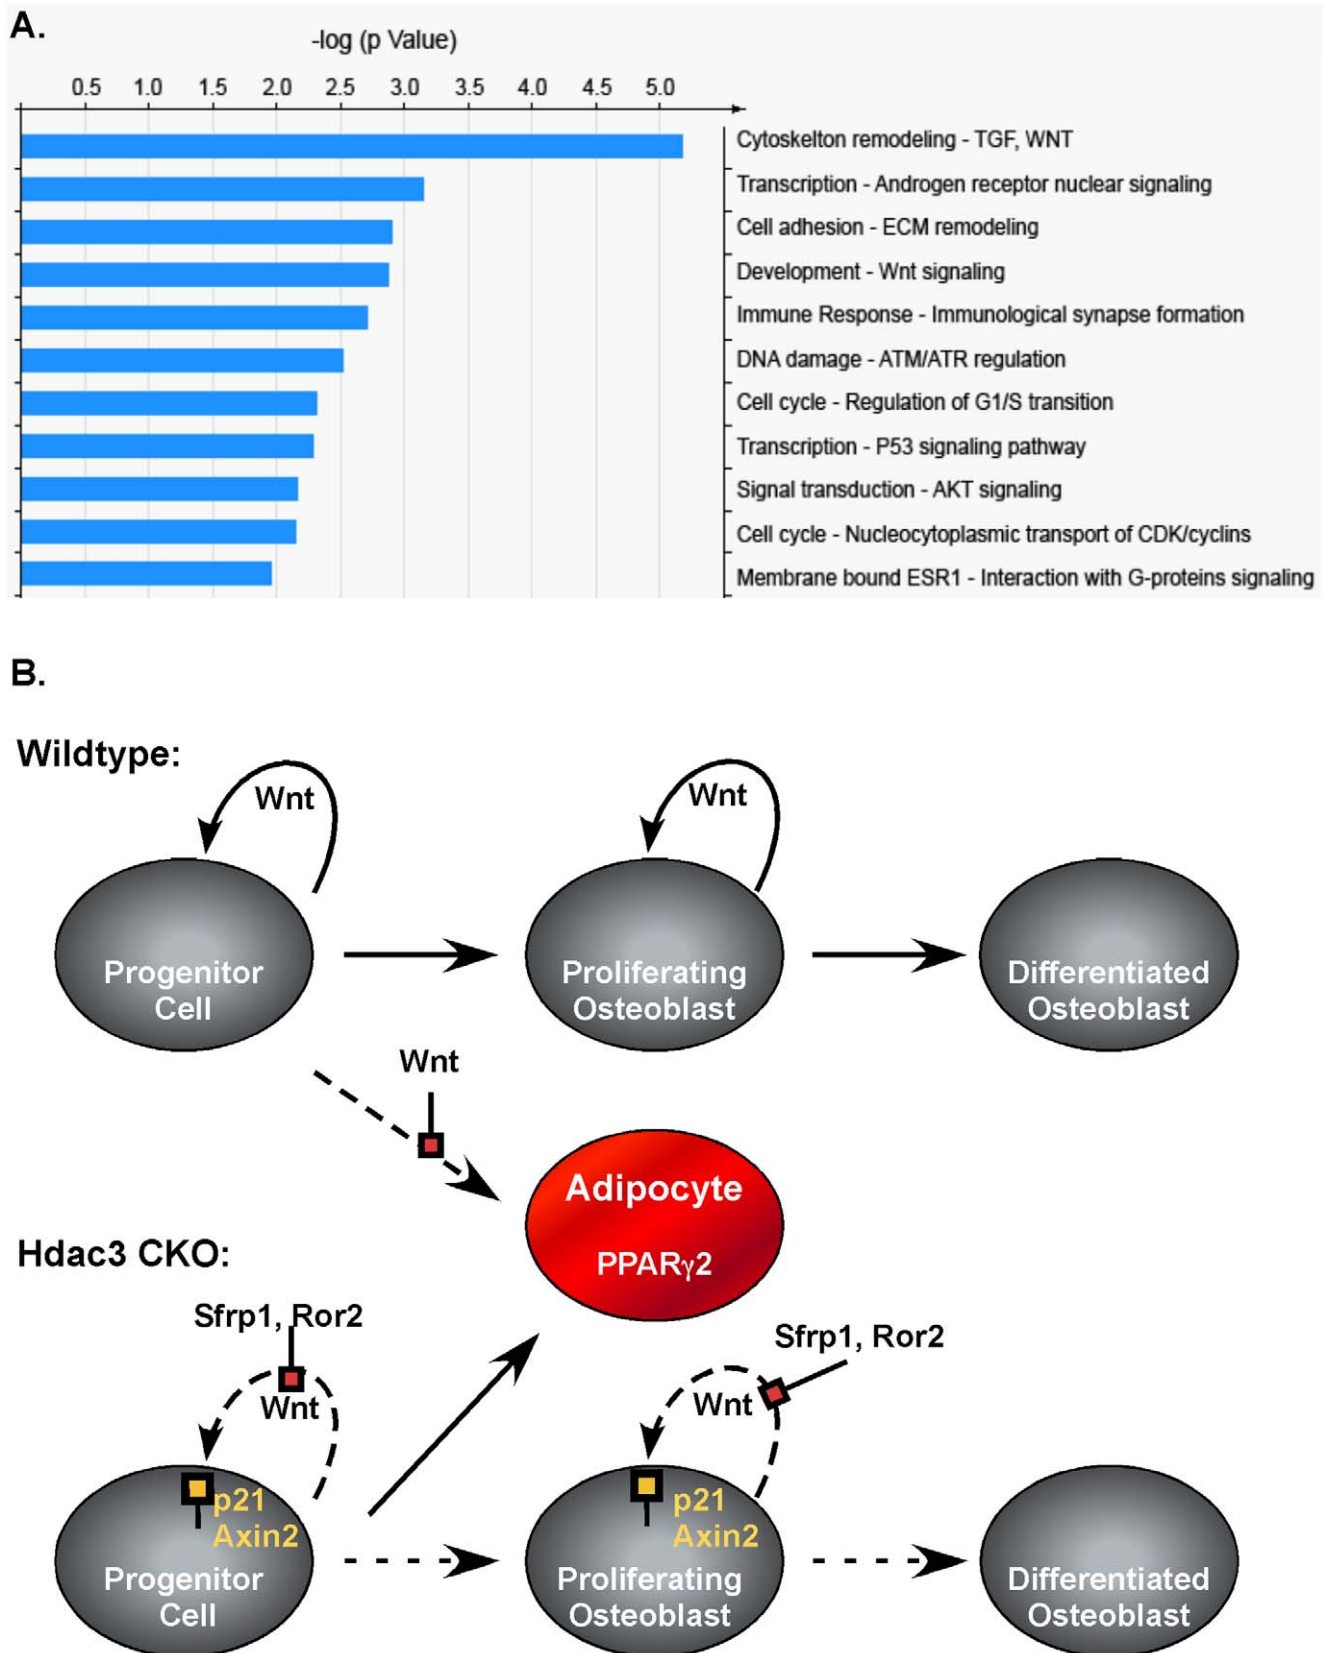 A.
-log (p Value)
0.5 1.0 1.5 2.0 2.5 3.0 3.5 4.0 4.5 5.0
Cytoskelton remodeling - TGF, WNT
Transcription - Androgen receptor nuclear signaling
Cell adhesion - ECM remodeling
Development - Wnt signaling
Immune Response - Immunological synapse formation
DNA damage - ATM/ATR regulation
Cell cycle - Regulation of G1/S transition
Transcription - P53 signaling pathway
Signal transduction - AKT signaling
Cell cycle - Nucleocytoplasmic transport of CDK/cyclins
Membrane bound ESR1 - Interaction with G-proteins signaling
B.
Wildtype:
Wnt
Wnt
Progenitor
Cell
Proliferating
Osteoblast
Differentiated
Osteoblast
Wnt
Adipocyte
PPARγ2
Hdac3 CKO:
Sfrp1, Ror2
Wnt
Sfrp1, Ror2
Wnt
p21
Axin2
Progenitor
Cell
p21
Axin2
Proliferating
Osteoblast
Differentiated
Osteoblast